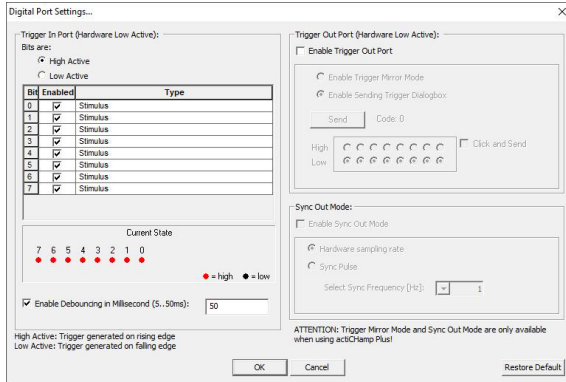 Digital Port Settings...
Trigger In Port (Hardware Low Active):
Bits are:
High Active
Low Active
Bit Enabled Type
0 Stimulus
1 Stimulus
2 Stimulus
3 Stimulus
4 Stimulus
5 Stimulus
6 Stimulus
7 Stimulus
Current State
7 6 5 4 3 2 1 0
= high = low
Enable Debouncing in Millisecond (5..50ms): 50
High Active: Trigger generated on rising edge
Low Active: Trigger generated on falling edge
Trigger Out Port (Hardware Low Active):
Enable Trigger Out Port
Enable Trigger Mirror Mode
Enable Sending Trigger Dialogbox
Send Code: 0
High
Low
Click and Send
Sync Out Mode:
Enable Sync Out Mode
Hardware sampling rate
Sync Pulse
Select Sync Frequency [Hz]: 1
ATTENTION: Trigger Mirror Mode and Sync Out Mode are only available
when using actiCHamp Plus!
OK Cancel Restore Default